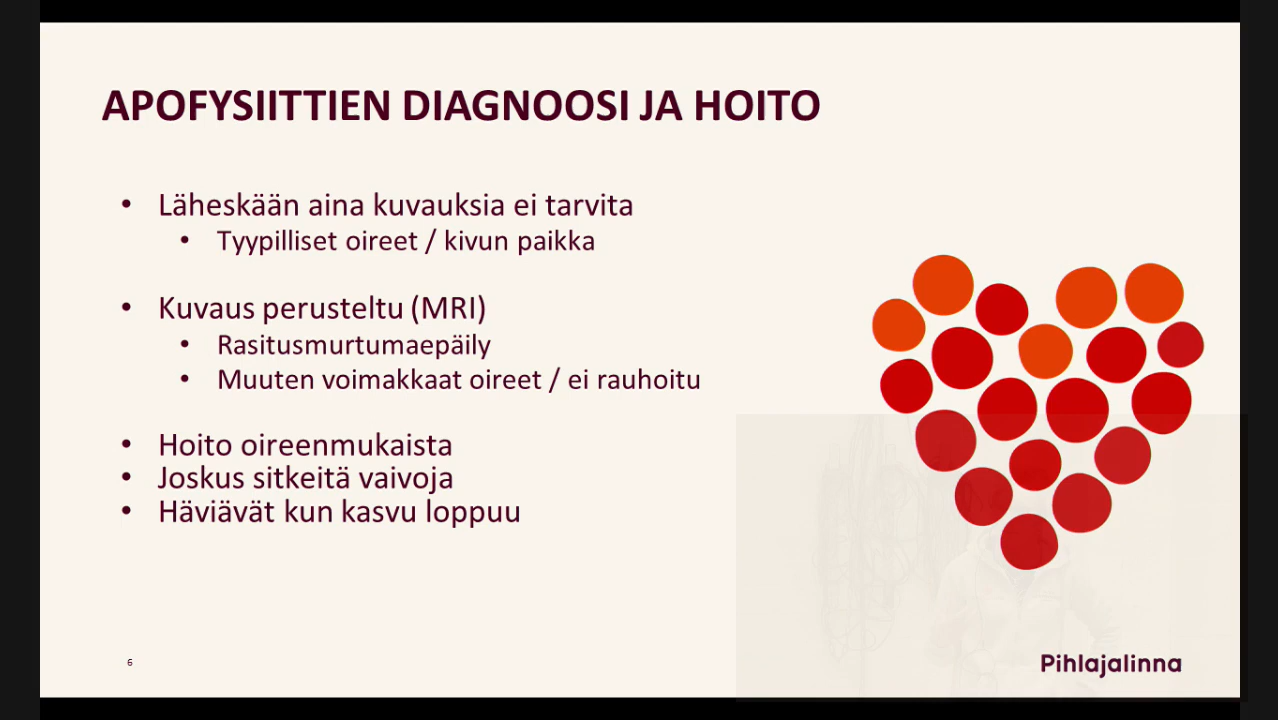 APOFYSIITTIEN DIAGNOOSI JA HOITO
• Läheskään aina kuvauksia ei tarvita
• Tyypilliset oireet / kivun paikka
• Kuvaus perusteltu (MRI)
• Rasitusmurtumaepäily
• Muuten voimakkaat oireet / ei rauhoitu
• Hoito oireenmukaista
• Joskus sitkeitä vaivoja
• Häviävät kun kasvu loppuu
6
Pihlajalinna